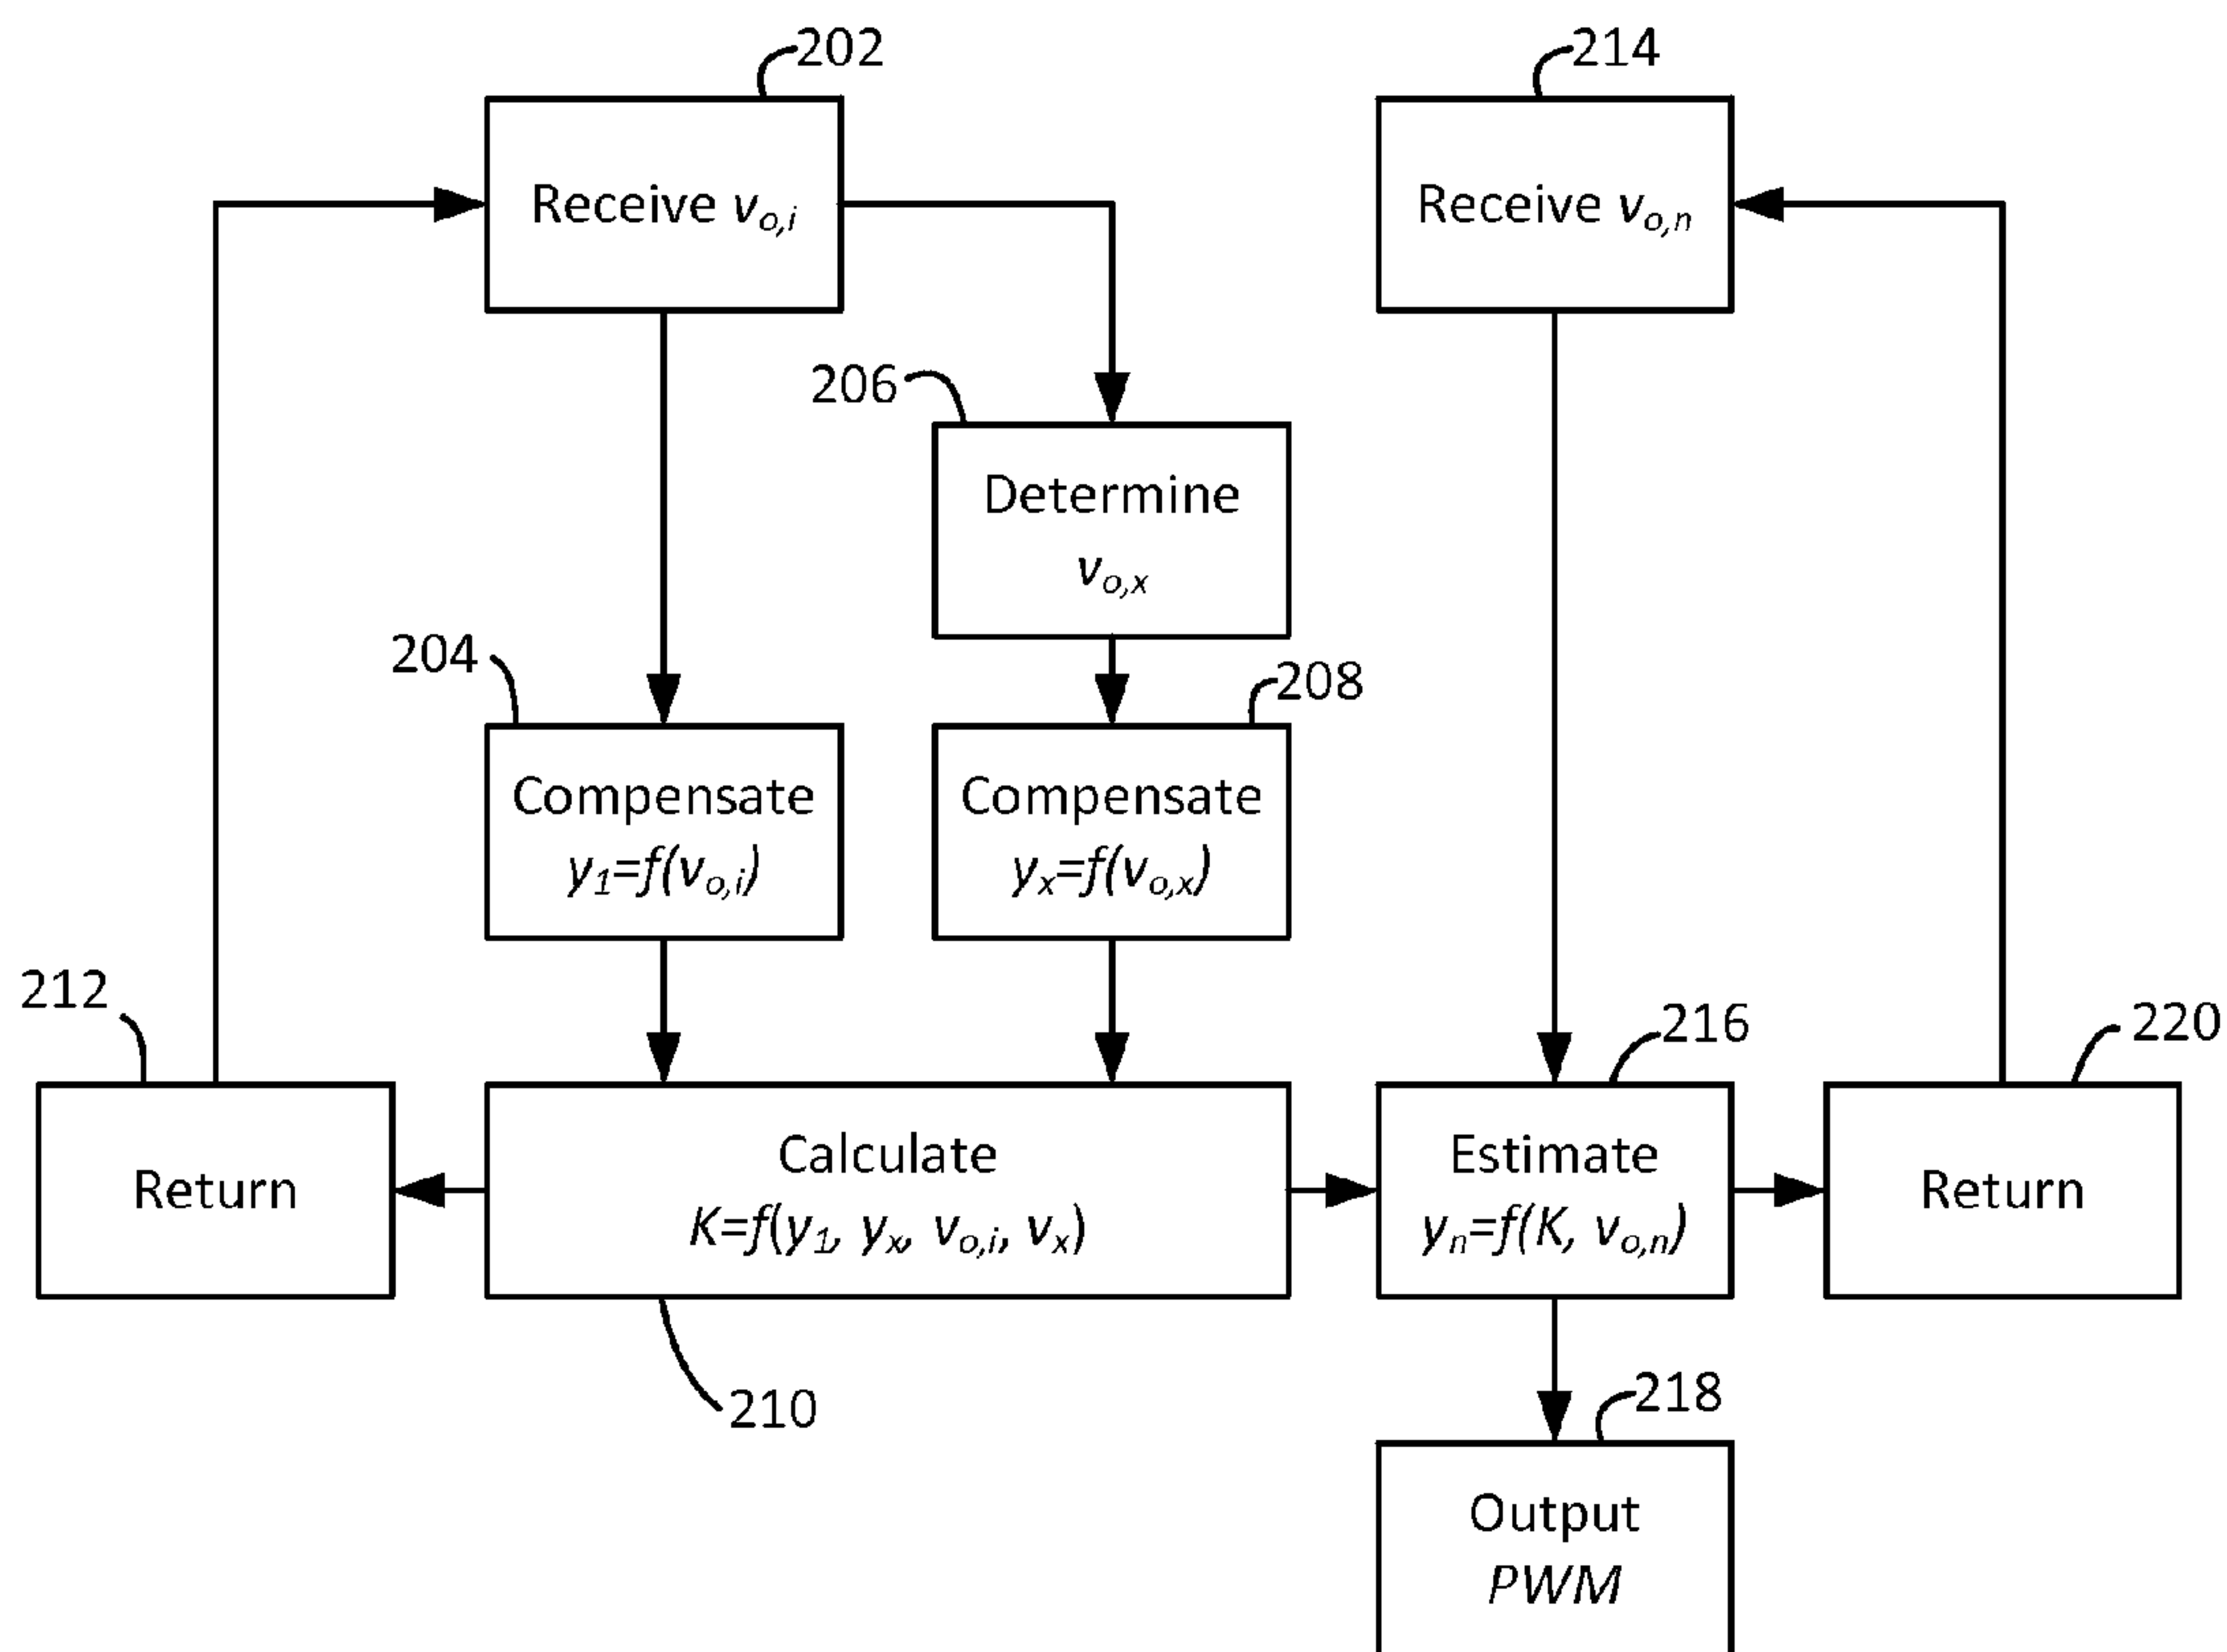 202
214
Receive v_{o,i}
Receive v_{o,n}
206
Determine
v_{o,x}
204
208
Compensate
y_1=f(v_{o,i})
Compensate
y_x=f(v_{o,x})
212
216
220
Return
Calculate
K=f(y_1, y_x, v_{o,i}, v_x)
Estimate
y_n=f(K, v_{o,n})
Return
210
218
Output
PWM